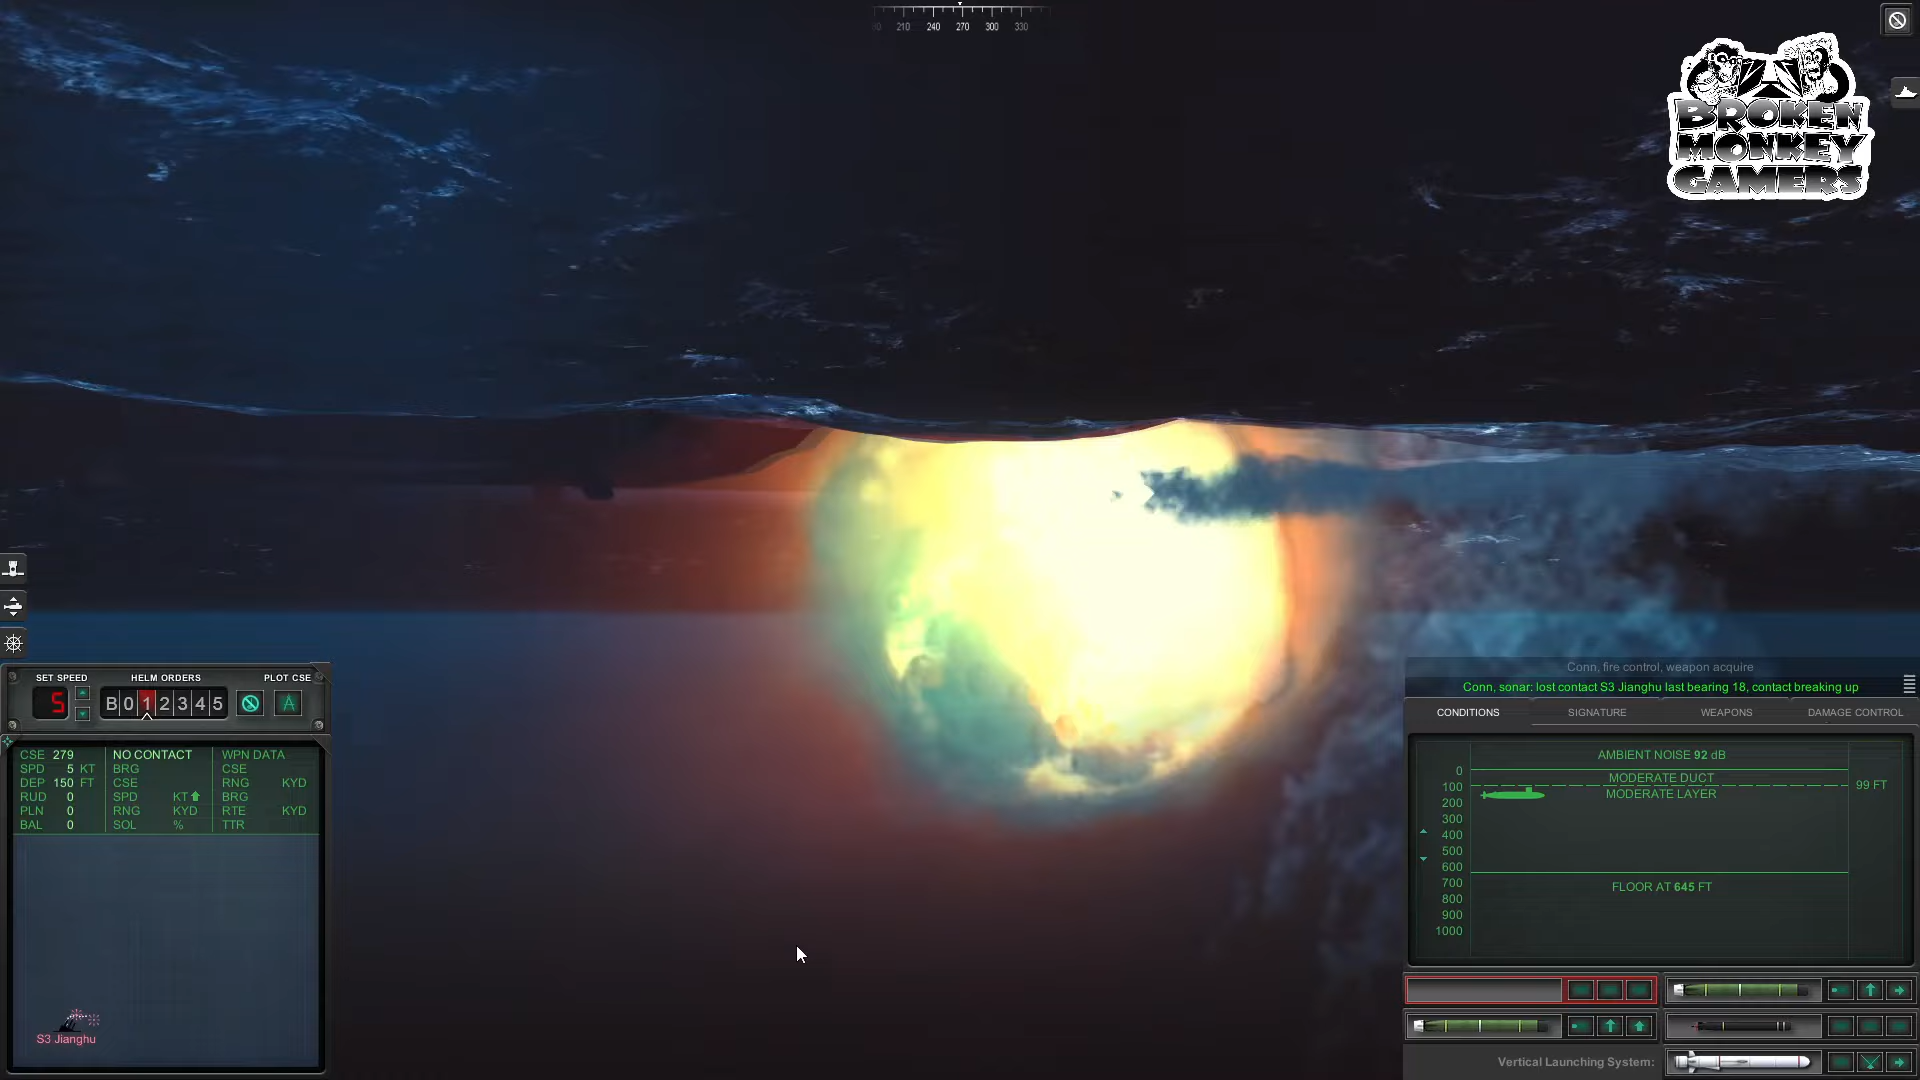 210 240 270 300 330
BROKEN
MONKEY
GAMERS
SET SPEED HELM ORDERS PLOT CSE
5 B 0 1 2 3 4 5
CSE 279 NO CONTACT WPN DATA
SPD 5 KT BRG CSE
DEP 150 FT CSE RNG KYD
RUD 0 SPD KT BRG
PLN 0 RNG KYD RTE KYD
BAL 0 SOL % TTR
S3 Jianghu
Conn, fire control, weapon acquire
Conn, sonar: lost contact S3 Jianghu last bearing 18, contact breaking up
CONDITIONS SIGNATURE WEAPONS DAMAGE CONTROL
AMBIENT NOISE 92 dB
0
MODERATE DUCT
100 99 FT
MODERATE LAYER
200
300
400
500
600
700 FLOOR AT 645 FT
800
900
1000
Vertical Launching System: